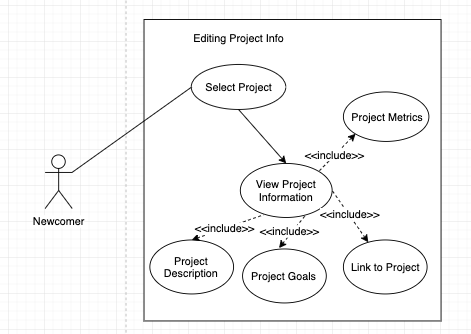 Editing Project Info
Select Project
Project Metrics
<<include>>
View Project
Information
Newcomer
<<include>>
<<include>>
<<include>>
Project
Description
Project Goals
Link to Project